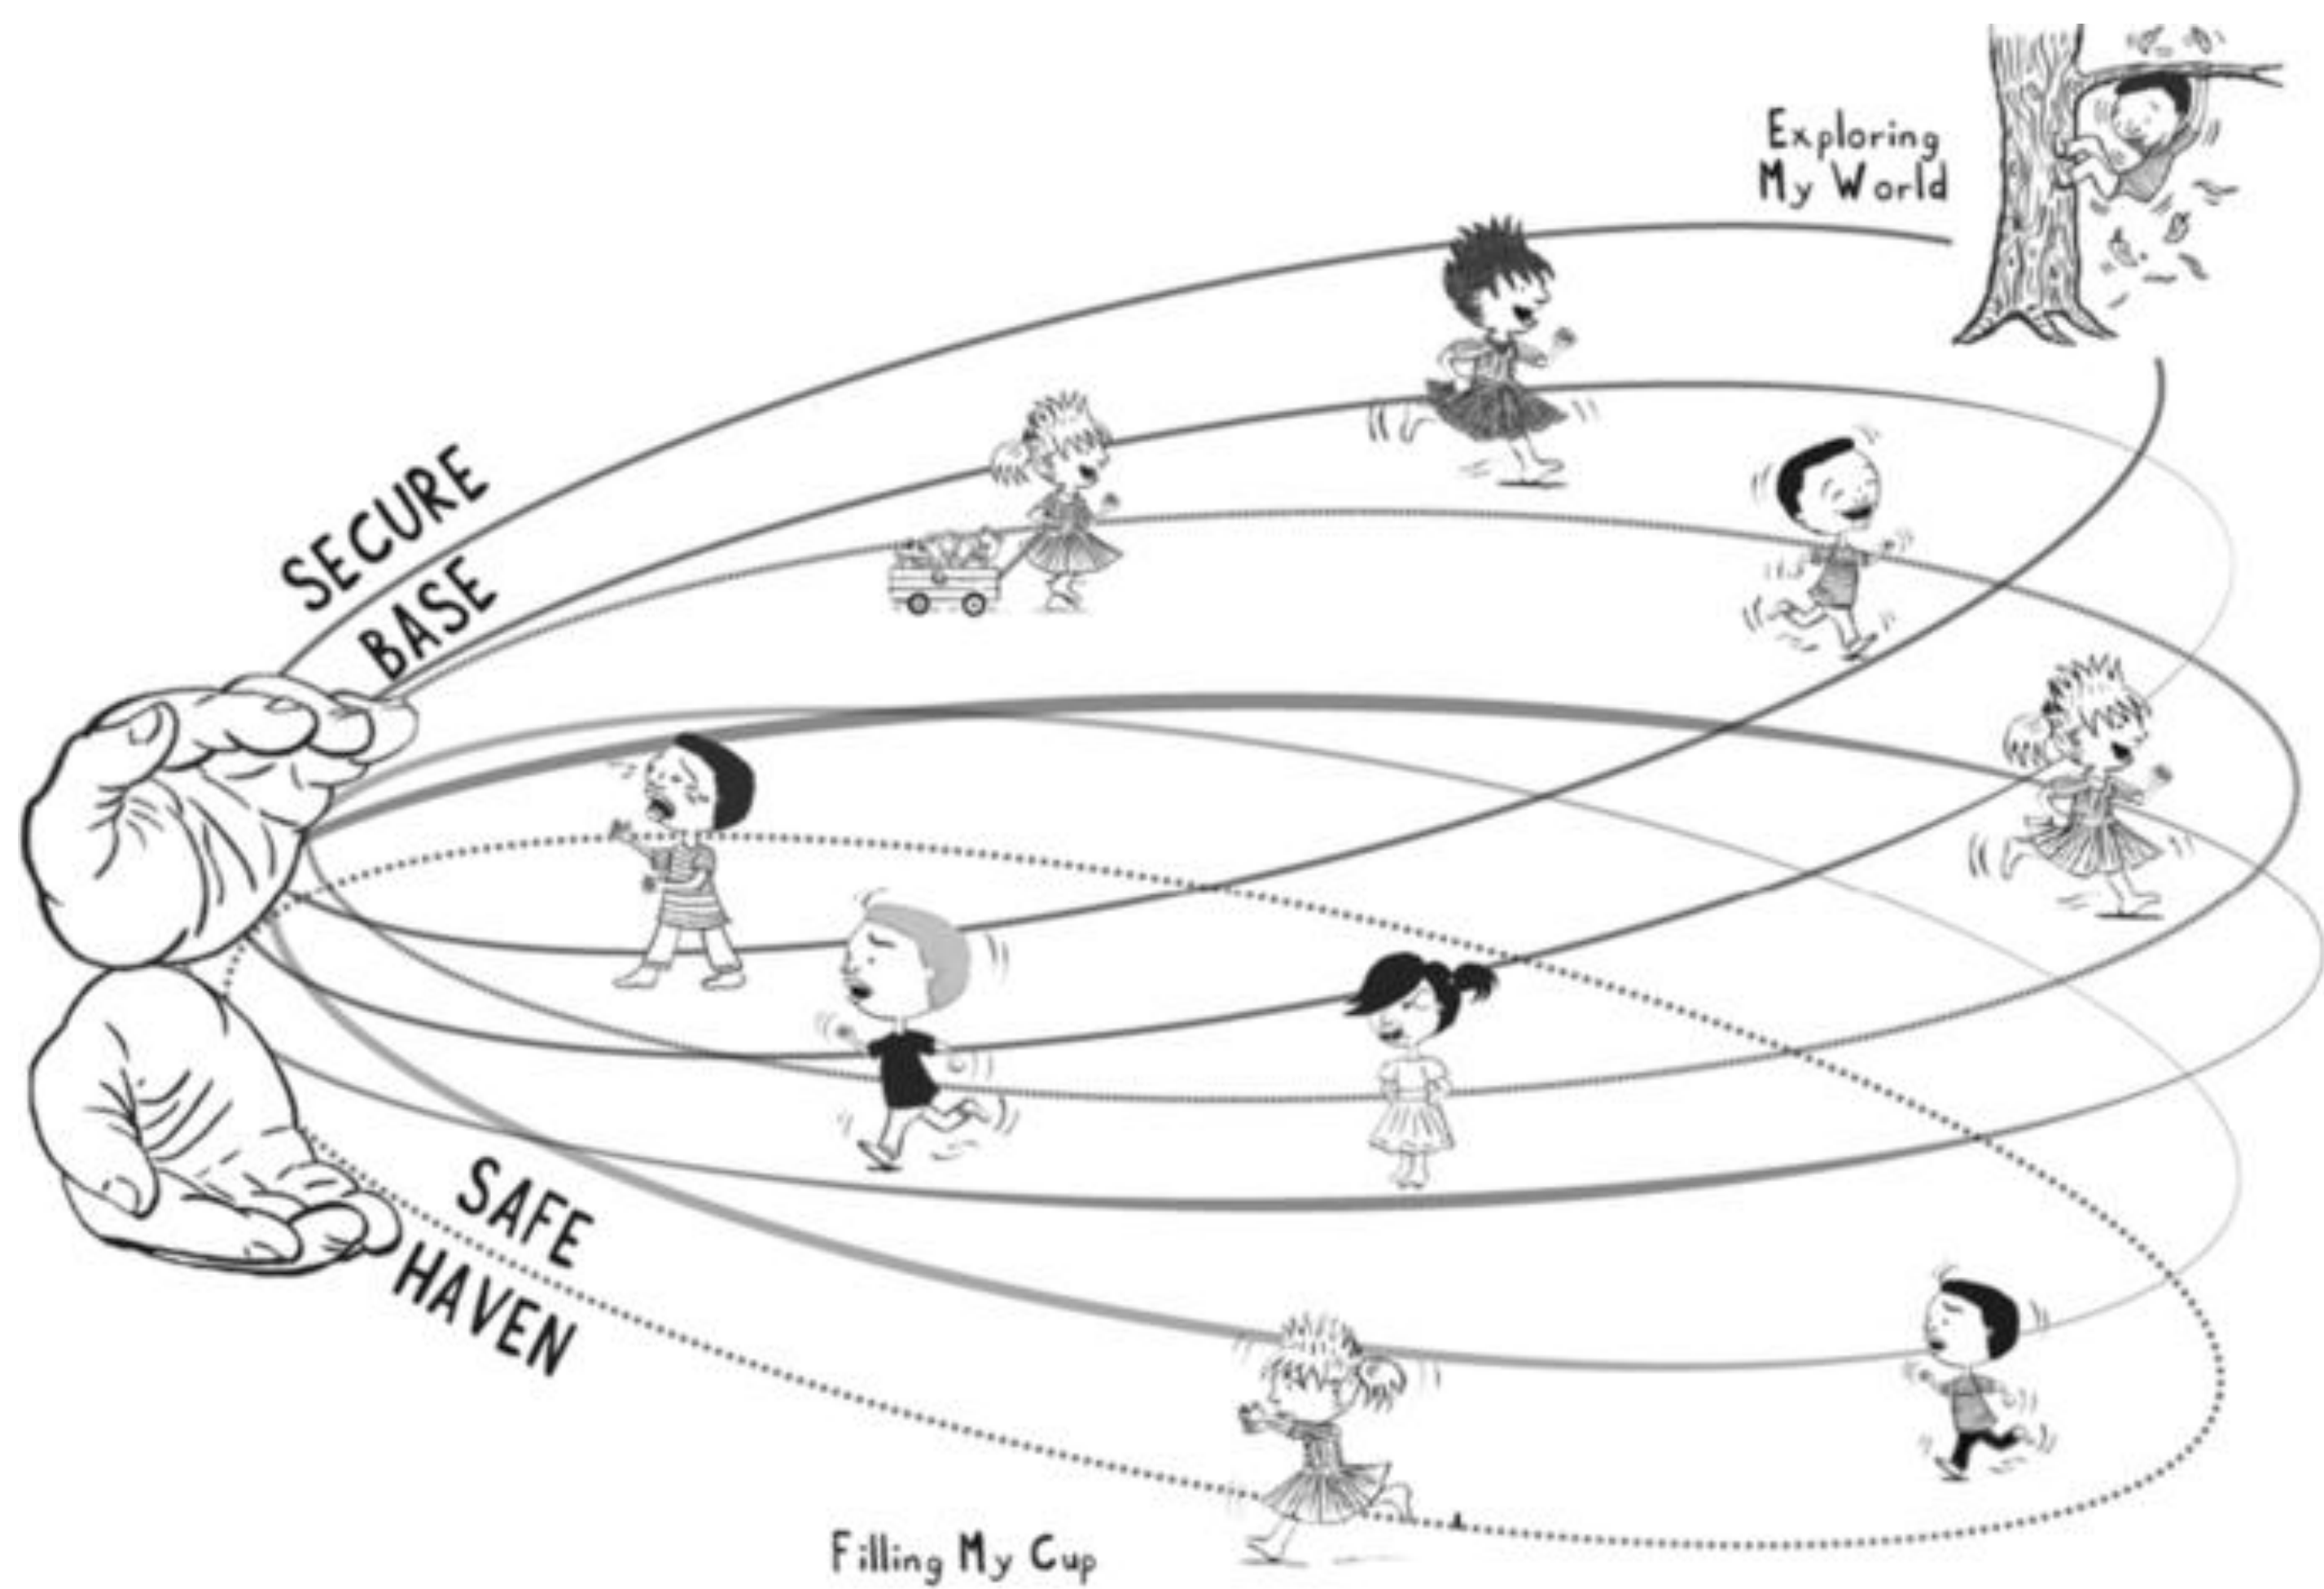 Exploring
My World
SECURE
BASE
SAFE
HAVEN
Filling My Cup